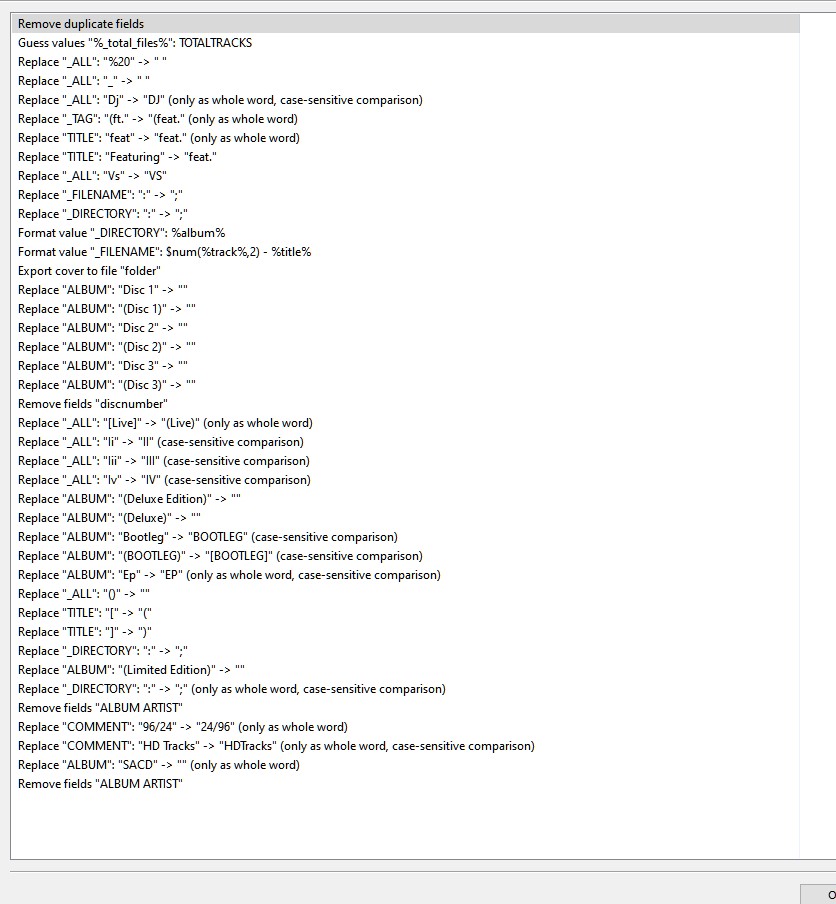 Remove duplicate fields
Guess values "%_total_files%": TOTALTRACKS
Replace "_ALL": "%20" -> " "
Replace "_ALL": "_" -> " "
Replace "_ALL": "Dj" -> "DJ" (only as whole word, case-sensitive comparison)
Replace "_TAG": "(ft." -> "(feat." (only as whole word)
Replace "TITLE": "feat" -> "feat." (only as whole word)
Replace "TITLE": "Featuring" -> "feat."
Replace "_ALL": "Vs" -> "VS"
Replace "_FILENAME": ":" -> ";"
Replace "_DIRECTORY": ":" -> ";"
Format value "_DIRECTORY": %album%
Format value "_FILENAME": $num(%track%,2) - %title%
Export cover to file "folder"
Replace "ALBUM": "Disc 1" -> ""
Replace "ALBUM": "(Disc 1)" -> ""
Replace "ALBUM": "Disc 2" -> ""
Replace "ALBUM": "(Disc 2)" -> ""
Replace "ALBUM": "Disc 3" -> ""
Replace "ALBUM": "(Disc 3)" -> ""
Remove fields "discnumber"
Replace "_ALL": "[Live]" -> "(Live)" (only as whole word)
Replace "_ALL": "Ii" -> "II" (case-sensitive comparison)
Replace "_ALL": "Iii" -> "III" (case-sensitive comparison)
Replace "_ALL": "Iv" -> "IV" (case-sensitive comparison)
Replace "ALBUM": "(Deluxe Edition)" -> ""
Replace "ALBUM": "(Deluxe)" -> ""
Replace "ALBUM": "Bootleg" -> "BOOTLEG" (case-sensitive comparison)
Replace "ALBUM": "(BOOTLEG)" -> "[BOOTLEG]" (case-sensitive comparison)
Replace "ALBUM": "Ep" -> "EP" (only as whole word, case-sensitive comparison)
Replace "_ALL": "()" -> ""
Replace "TITLE": "[" -> "("
Replace "TITLE": "]" -> ")"
Replace "_DIRECTORY": ":" -> ";"
Replace "ALBUM": "(Limited Edition)" -> ""
Replace "_DIRECTORY": ":" -> ";" (only as whole word, case-sensitive comparison)
Remove fields "ALBUM ARTIST"
Replace "COMMENT": "96/24" -> "24/96" (only as whole word)
Replace "COMMENT": "HD Tracks" -> "HDTracks" (only as whole word, case-sensitive comparison)
Replace "ALBUM": "SACD" -> "" (only as whole word)
Remove fields "ALBUM ARTIST"